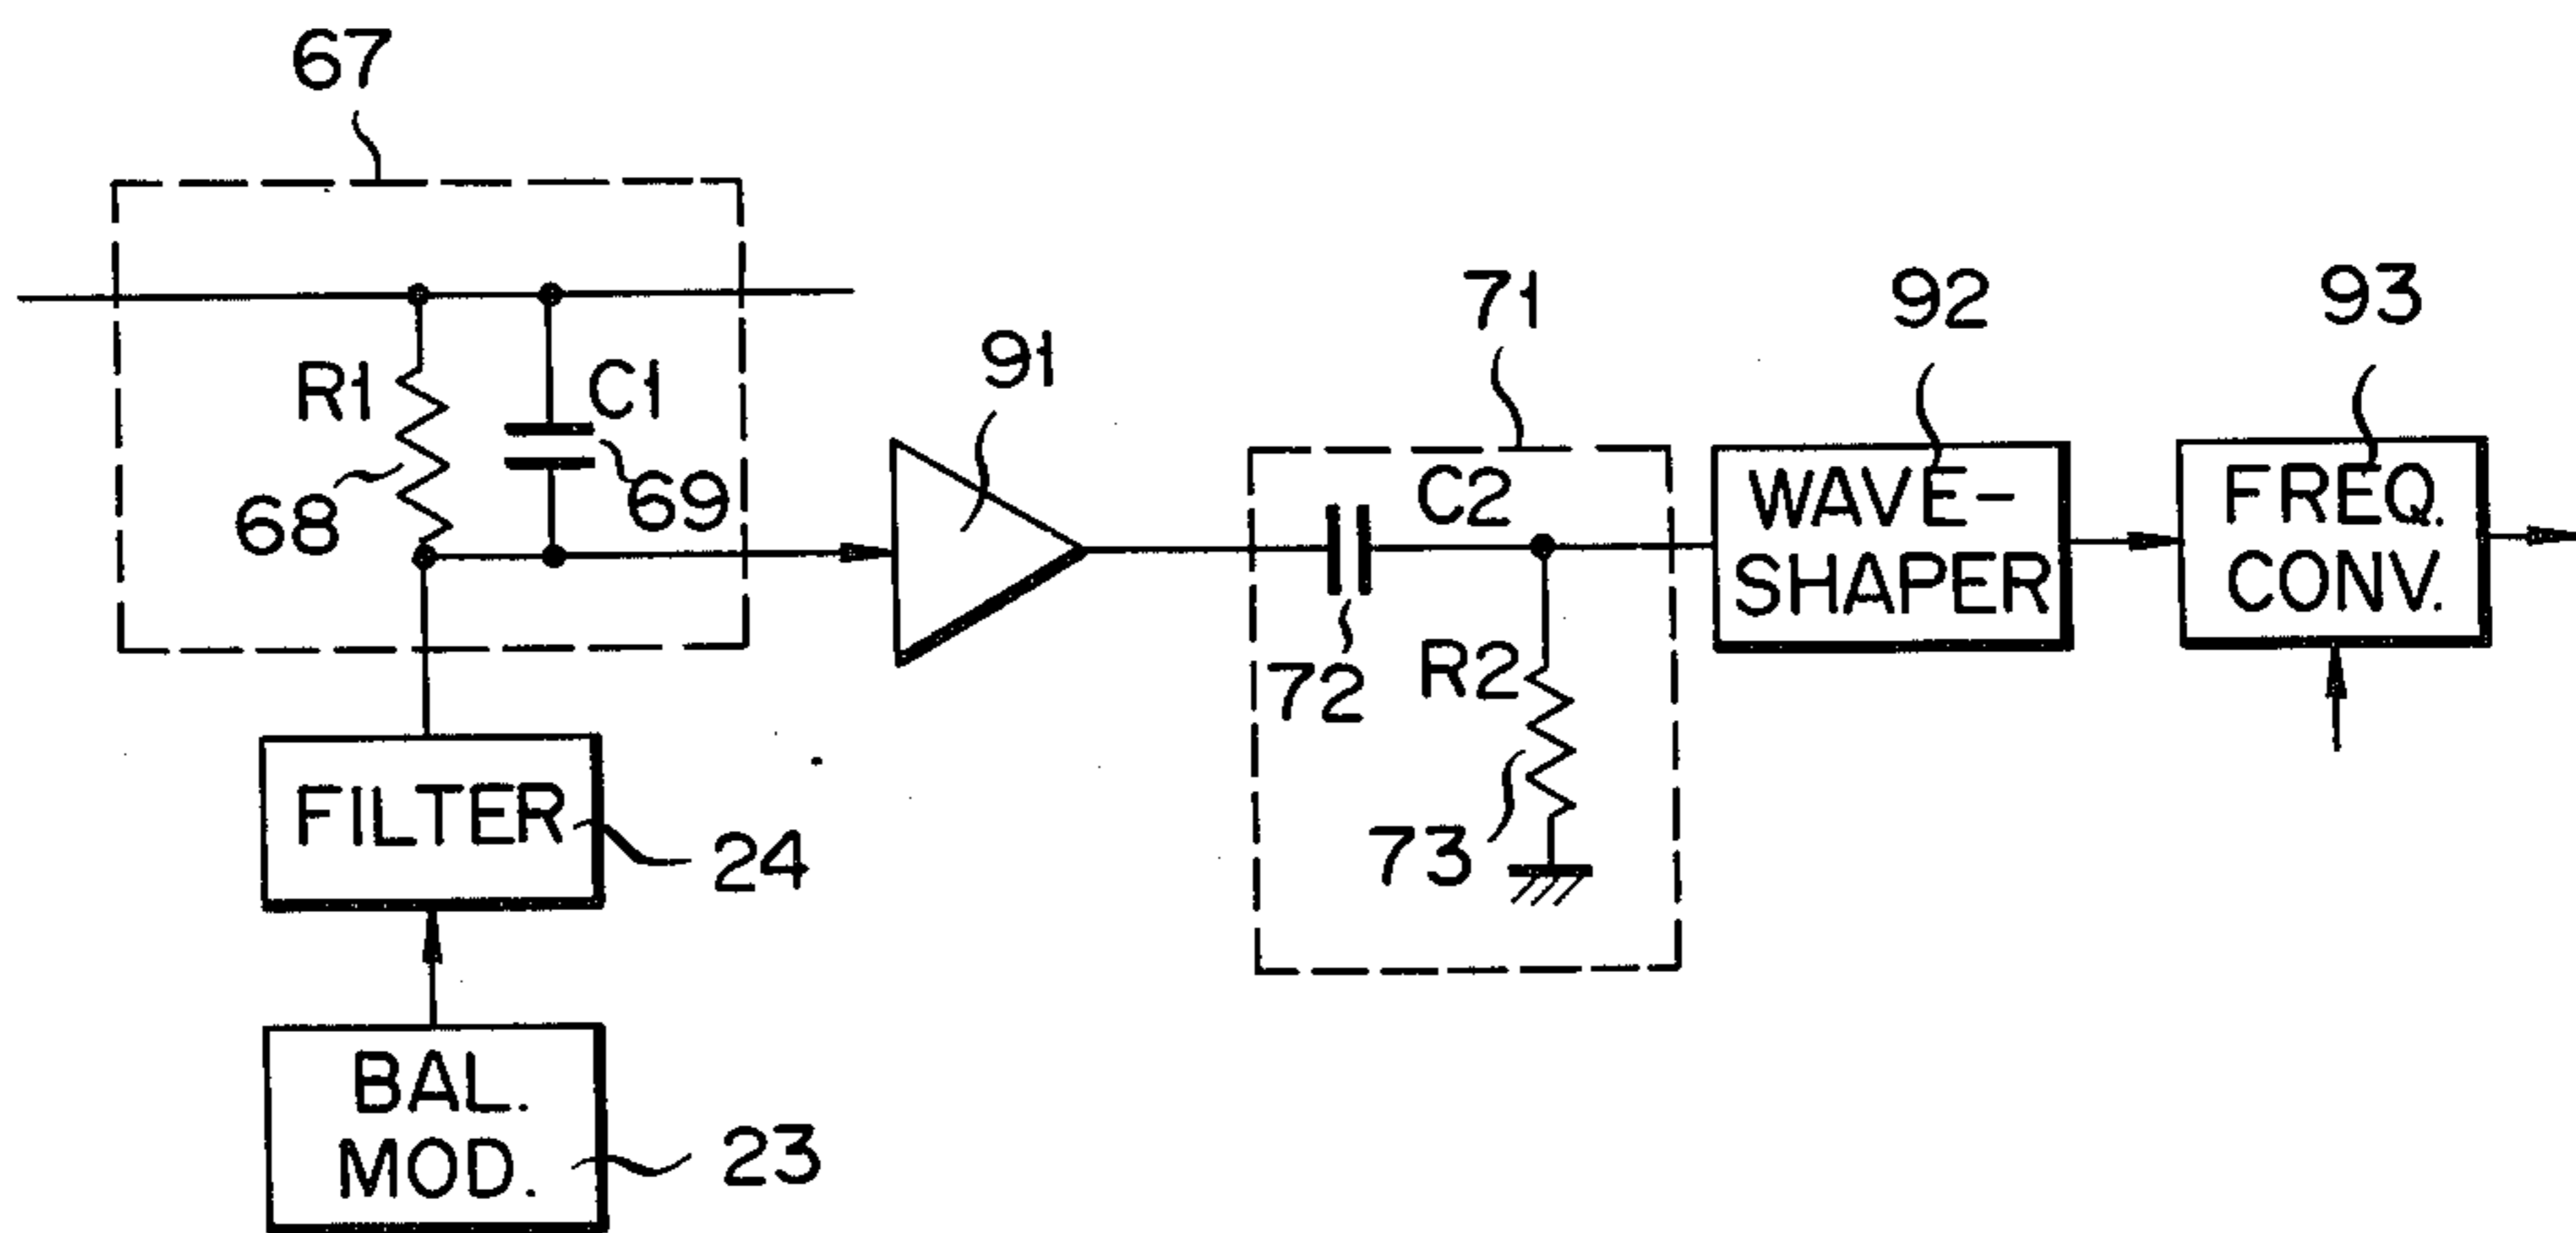 67
R1
C1
68
69
91
71
C2
72
R2
73
92
WAVE-
SHAPER
93
FREQ.
CONV.
FILTER
24
BAL.
MOD.
23